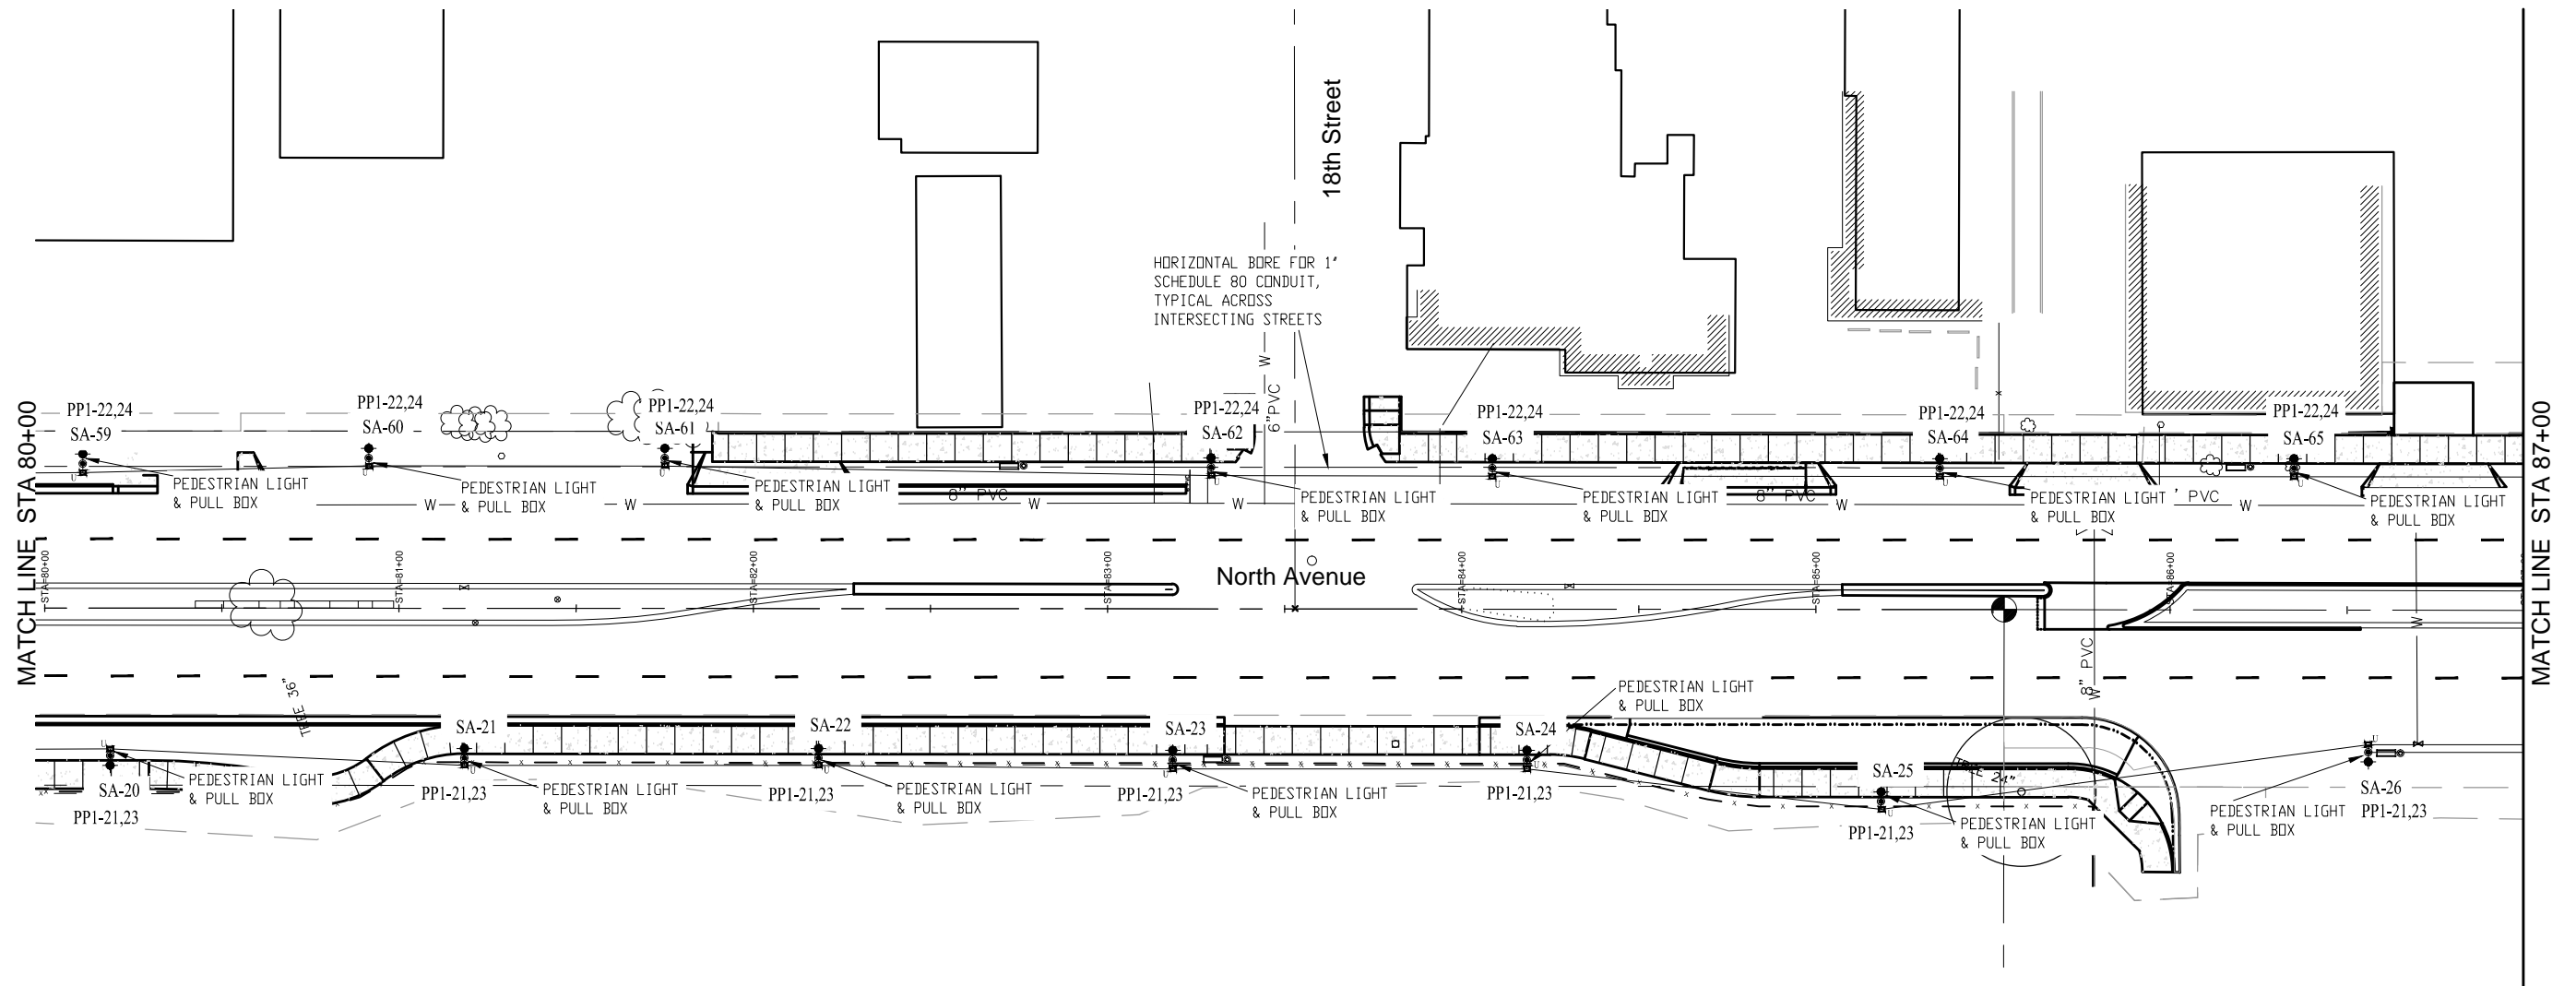 18th Street
HORIZONTAL BORE FOR 1"
SCHEDULE 80 CONDUIT,
TYPICAL ACROSS
INTERSECTING STREETS
W
W
6"PVC
MATCH LINE  STA 80+00
MATCH LINE  STA 87+00
PP1-22,24
SA-59
PP1-22,24
SA-60
PP1-22,24
SA-61
PP1-22,24
SA-62
PP1-22,24
SA-63
PP1-22,24
SA-64
PP1-22,24
SA-65
PEDESTRIAN LIGHT
& PULL BOX
PEDESTRIAN LIGHT
& PULL BOX
PEDESTRIAN LIGHT
& PULL BOX
PEDESTRIAN LIGHT
& PULL BOX
PEDESTRIAN LIGHT
& PULL BOX
PEDESTRIAN LIGHT
& PULL BOX
PEDESTRIAN LIGHT
& PULL BOX
W
W
8" PVC
W
W
8" PVC
W
' PVC
W
STA=80+00
STA=81+00
STA=82+00
STA=83+00
North Avenue
STA=84+00
STA=85+00
STA=86+00
8" PVC
W
W
TREE 36"
SA-20
PP1-21,23
PEDESTRIAN LIGHT
& PULL BOX
SA-21
PP1-21,23
PEDESTRIAN LIGHT
& PULL BOX
SA-22
PP1-21,23
PEDESTRIAN LIGHT
& PULL BOX
SA-23
PP1-21,23
PEDESTRIAN LIGHT
& PULL BOX
PEDESTRIAN LIGHT
& PULL BOX
SA-24
PP1-21,23
SA-25
PP1-21,23
TREE 24"
PEDESTRIAN LIGHT
& PULL BOX
PEDESTRIAN LIGHT
& PULL BOX
SA-26
PP1-21,23